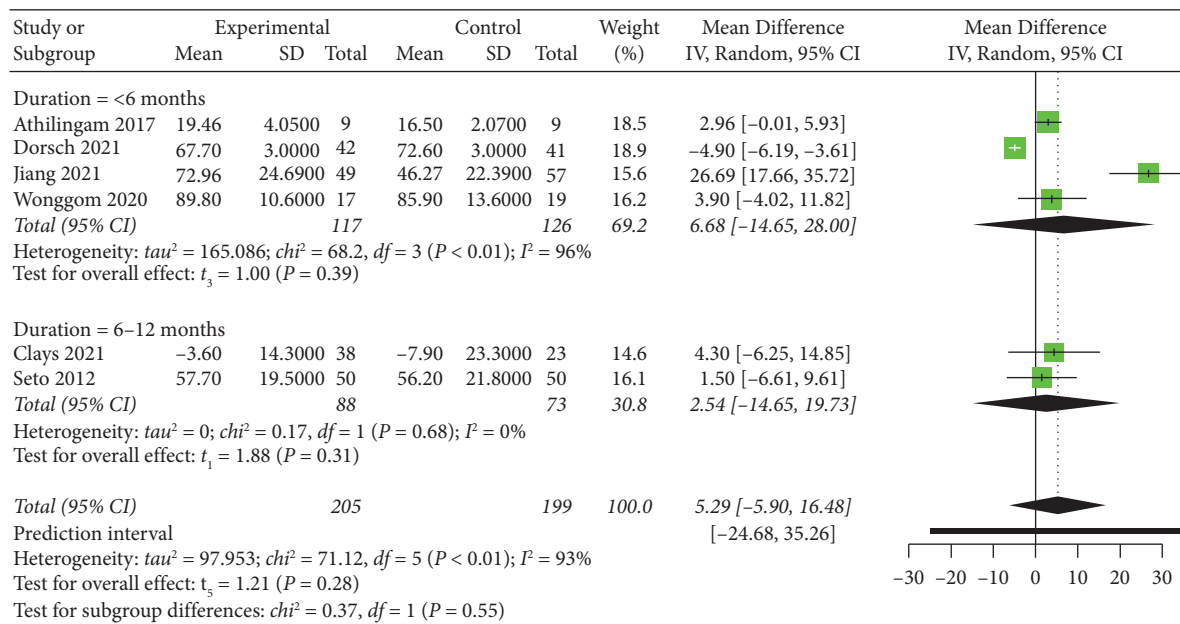 Study or Experimental Control Weight Mean Difference Mean Difference
Subgroup Mean SD Total Mean SD Total (%) IV, Random, 95% CI IV, Random, 95% CI
Duration = <6 months
Athilingam 2017 19.46 4.0500 9 16.50 2.0700 9 18.5 2.96 [−0.01, 5.93]
Dorsch 2021 67.70 3.0000 42 72.60 3.0000 41 18.9 −4.90 [−6.19, −3.61]
Jiang 2021 72.96 24.6900 49 46.27 22.3900 57 15.6 26.69 [17.66, 35.72]
Wonggom 2020 89.80 10.6000 17 85.90 13.6000 19 16.2 3.90 [−4.02, 11.82]
Total (95% CI) 117 126 69.2 6.68 [−14.65, 28.00]
Heterogeneity: tau² = 165.086; chi² = 68.2, df = 3 (P < 0.01); I² = 96%
Test for overall effect: t₃ = 1.00 (P = 0.39)
Duration = 6–12 months
Clays 2021 −3.60 14.3000 38 −7.90 23.3000 23 14.6 4.30 [−6.25, 14.85]
Seto 2012 57.70 19.5000 50 56.20 21.8000 50 16.1 1.50 [−6.61, 9.61]
Total (95% CI) 88 73 30.8 2.54 [−14.65, 19.73]
Heterogeneity: tau² = 0; chi² = 0.17, df = 1 (P = 0.68); I² = 0%
Test for overall effect: t₁ = 1.88 (P = 0.31)
Total (95% CI) 205 199 100.0 5.29 [−5.90, 16.48]
Prediction interval [−24.68, 35.26]
Heterogeneity: tau² = 97.953; chi² = 71.12, df = 5 (P < 0.01); I² = 93%
Test for overall effect: t₅ = 1.21 (P = 0.28)
Test for subgroup differences: chi² = 0.37, df = 1 (P = 0.55)
−30 −20 −10 0 10 20 30